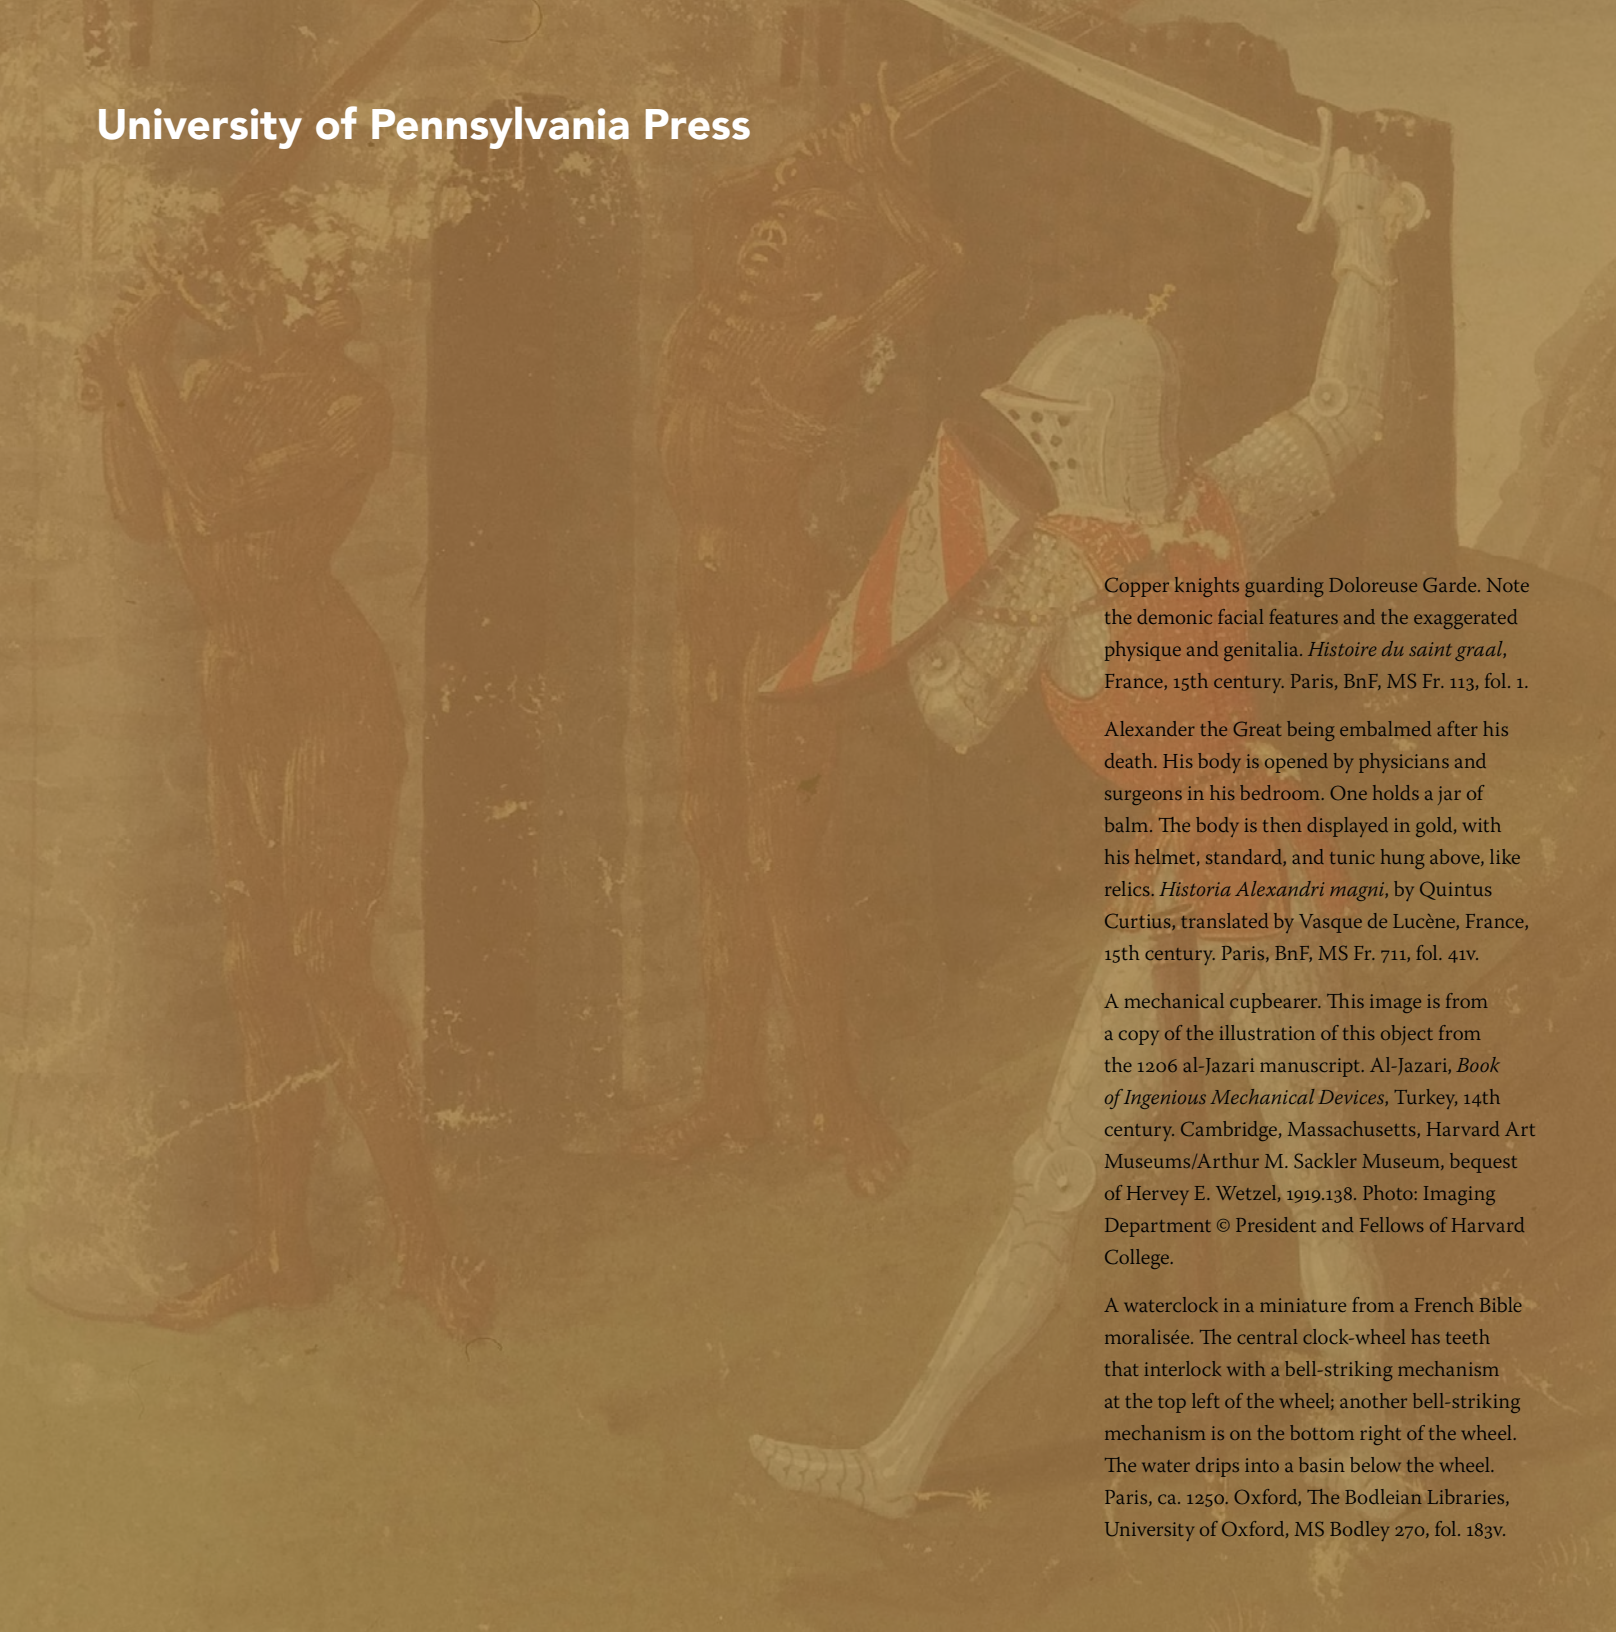 University of Pennsylvania Press
Copper knights guarding Doloreuse Garde. Note
the demonic facial features and the exaggerated
physique and genitalia. Histoire du saint graal,
France, 15th century. Paris, BnF, MS Fr. 113, fol. 1.
Alexander the Great being embalmed after his
death. His body is opened by physicians and
surgeons in his bedroom. One holds a jar of
balm. The body is then displayed in gold, with
his helmet, standard, and tunic hung above, like
relics. Historia Alexandri magni, by Quintus
Curtius, translated by Vasque de Lucène, France,
15th century. Paris, BnF, MS Fr. 711, fol. 41v.
A mechanical cupbearer. This image is from
a copy of the illustration of this object from
the 1206 al-Jazari manuscript. Al-Jazari, Book
of Ingenious Mechanical Devices, Turkey, 14th
century. Cambridge, Massachusetts, Harvard Art
Museums/Arthur M. Sackler Museum, bequest
of Hervey E. Wetzel, 1919.138. Photo: Imaging
Department © President and Fellows of Harvard
College.
A waterclock in a miniature from a French Bible
moralisée. The central clock-wheel has teeth
that interlock with a bell-striking mechanism
at the top left of the wheel; another bell-striking
mechanism is on the bottom right of the wheel.
The water drips into a basin below the wheel.
Paris, ca. 1250. Oxford, The Bodleian Libraries,
University of Oxford, MS Bodley 270, fol. 183v.